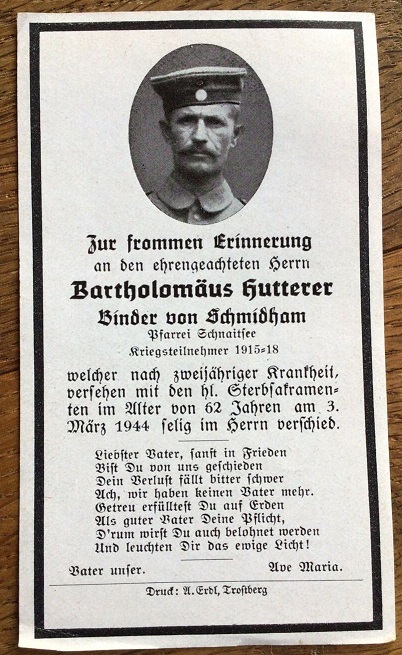 Zur frommen Erinnerung
an den ehrengeachteten Herrn
Bartholomäus Hutterer
Binder von Schmidham
Pfarrei Schnaitsee
Kriegsteilnehmer 1915-18
welcher nach zweijähriger Krankheit,
versehen mit den hl. Sterbsakramen-
ten im Alter von 62 Jahren am 3.
März 1944 selig im Herrn verschied.
Liebster Vater, sanft in Frieden
Bist Du von uns geschieden
Dein Verlust fällt bitter schwer
Ach, wir haben keinen Vater mehr.
Getreu erfülltest Du auf Erden
Als guter Vater Deine Pflicht,
D'rum wirst Du auch belohnet werden
Und leuchten Dir das ewige Licht!
Vater unser. Ave Maria.
Druck: A. Erdl, Trostberg